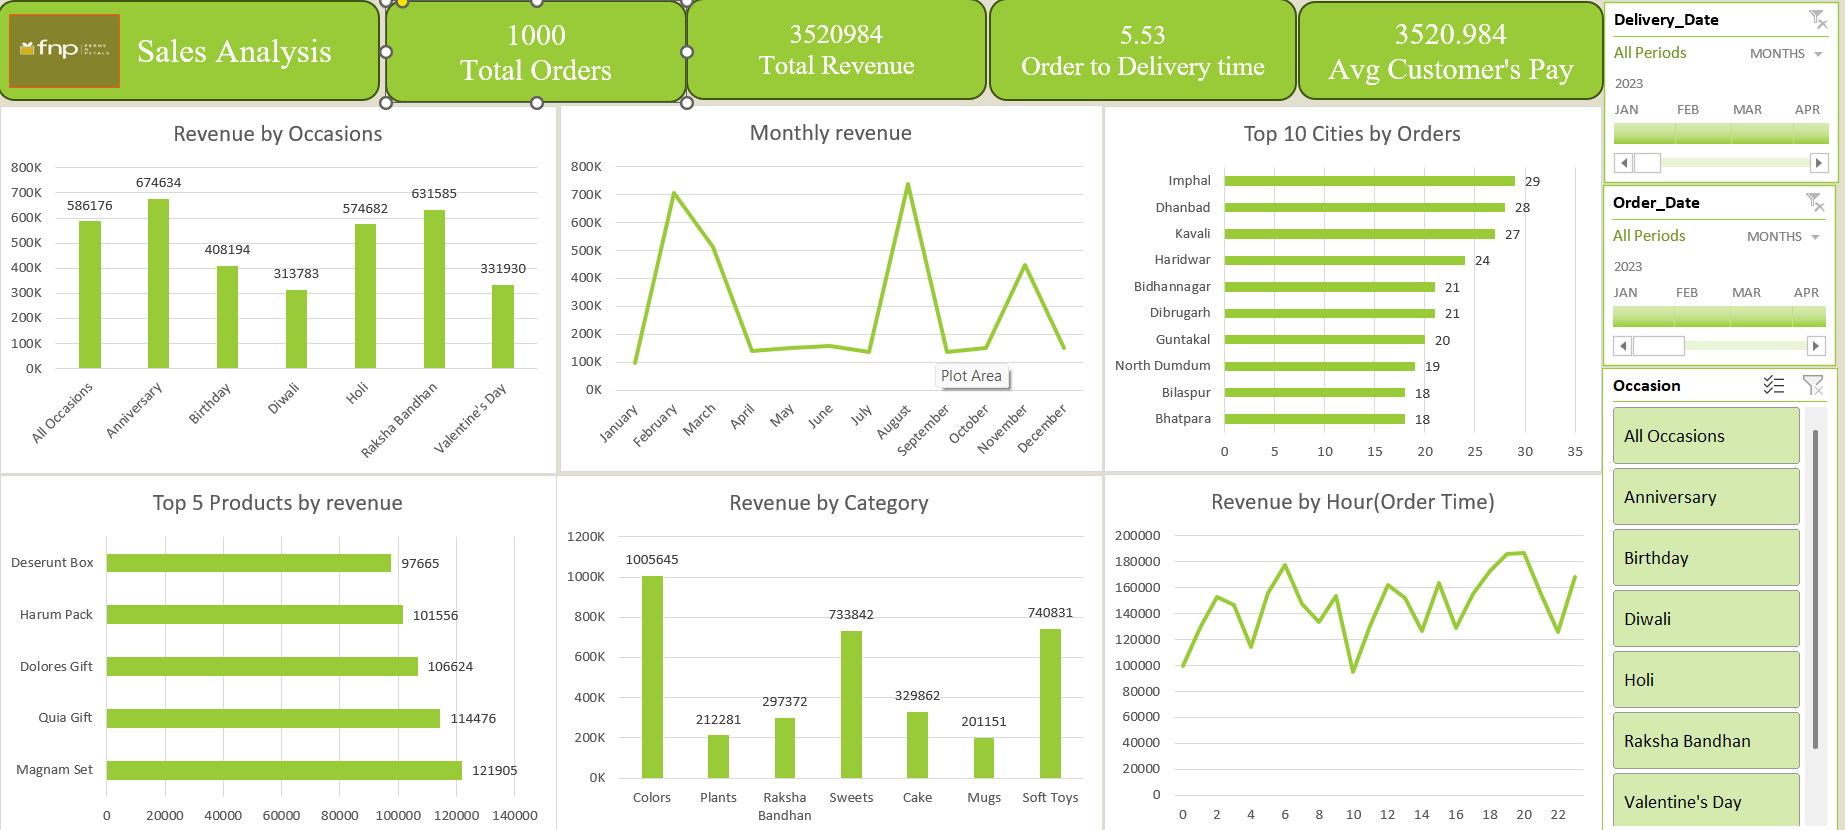 fnp FERNS N PETALS
Sales Analysis
1000
Total Orders
3520984
Total Revenue
5.53
Order to Delivery time
3520.984
Avg Customer's Pay
Delivery_Date
All Periods MONTHS
2023
JAN FEB MAR APR
Order_Date
All Periods MONTHS
2023
JAN FEB MAR APR
Occasion
All Occasions
Anniversary
Birthday
Diwali
Holi
Raksha Bandhan
Valentine's Day
Revenue by Occasions
800K
700K
600K
500K
400K
300K
200K
100K
0K
586176
674634
408194
313783
574682
631585
331930
All Occasions
Anniversary
Birthday
Diwali
Holi
Raksha Bandhan
Valentine's Day
Monthly revenue
800K
700K
600K
500K
400K
300K
200K
100K
0K
Plot Area
January
February
March
April
May
June
July
August
September
October
November
December
Top 10 Cities by Orders
Imphal 29
Dhanbad 28
Kavali 27
Haridwar 24
Bidhannagar 21
Dibrugarh 21
Guntakal 20
North Dumdum 19
Bilaspur 18
Bhatpara 18
0 5 10 15 20 25 30 35
Top 5 Products by revenue
Deserunt Box 97665
Harum Pack 101556
Dolores Gift 106624
Quia Gift 114476
Magnam Set 121905
0 20000 40000 60000 80000 100000 120000 140000
Revenue by Category
1200K
1000K
800K
600K
400K
200K
0K
1005645
212281
297372
733842
329862
201151
740831
Colors
Plants
Raksha
Bandhan
Sweets
Cake
Mugs
Soft Toys
Revenue by Hour(Order Time)
200000
180000
160000
140000
120000
100000
80000
60000
40000
20000
0
0 2 4 6 8 10 12 14 16 18 20 22